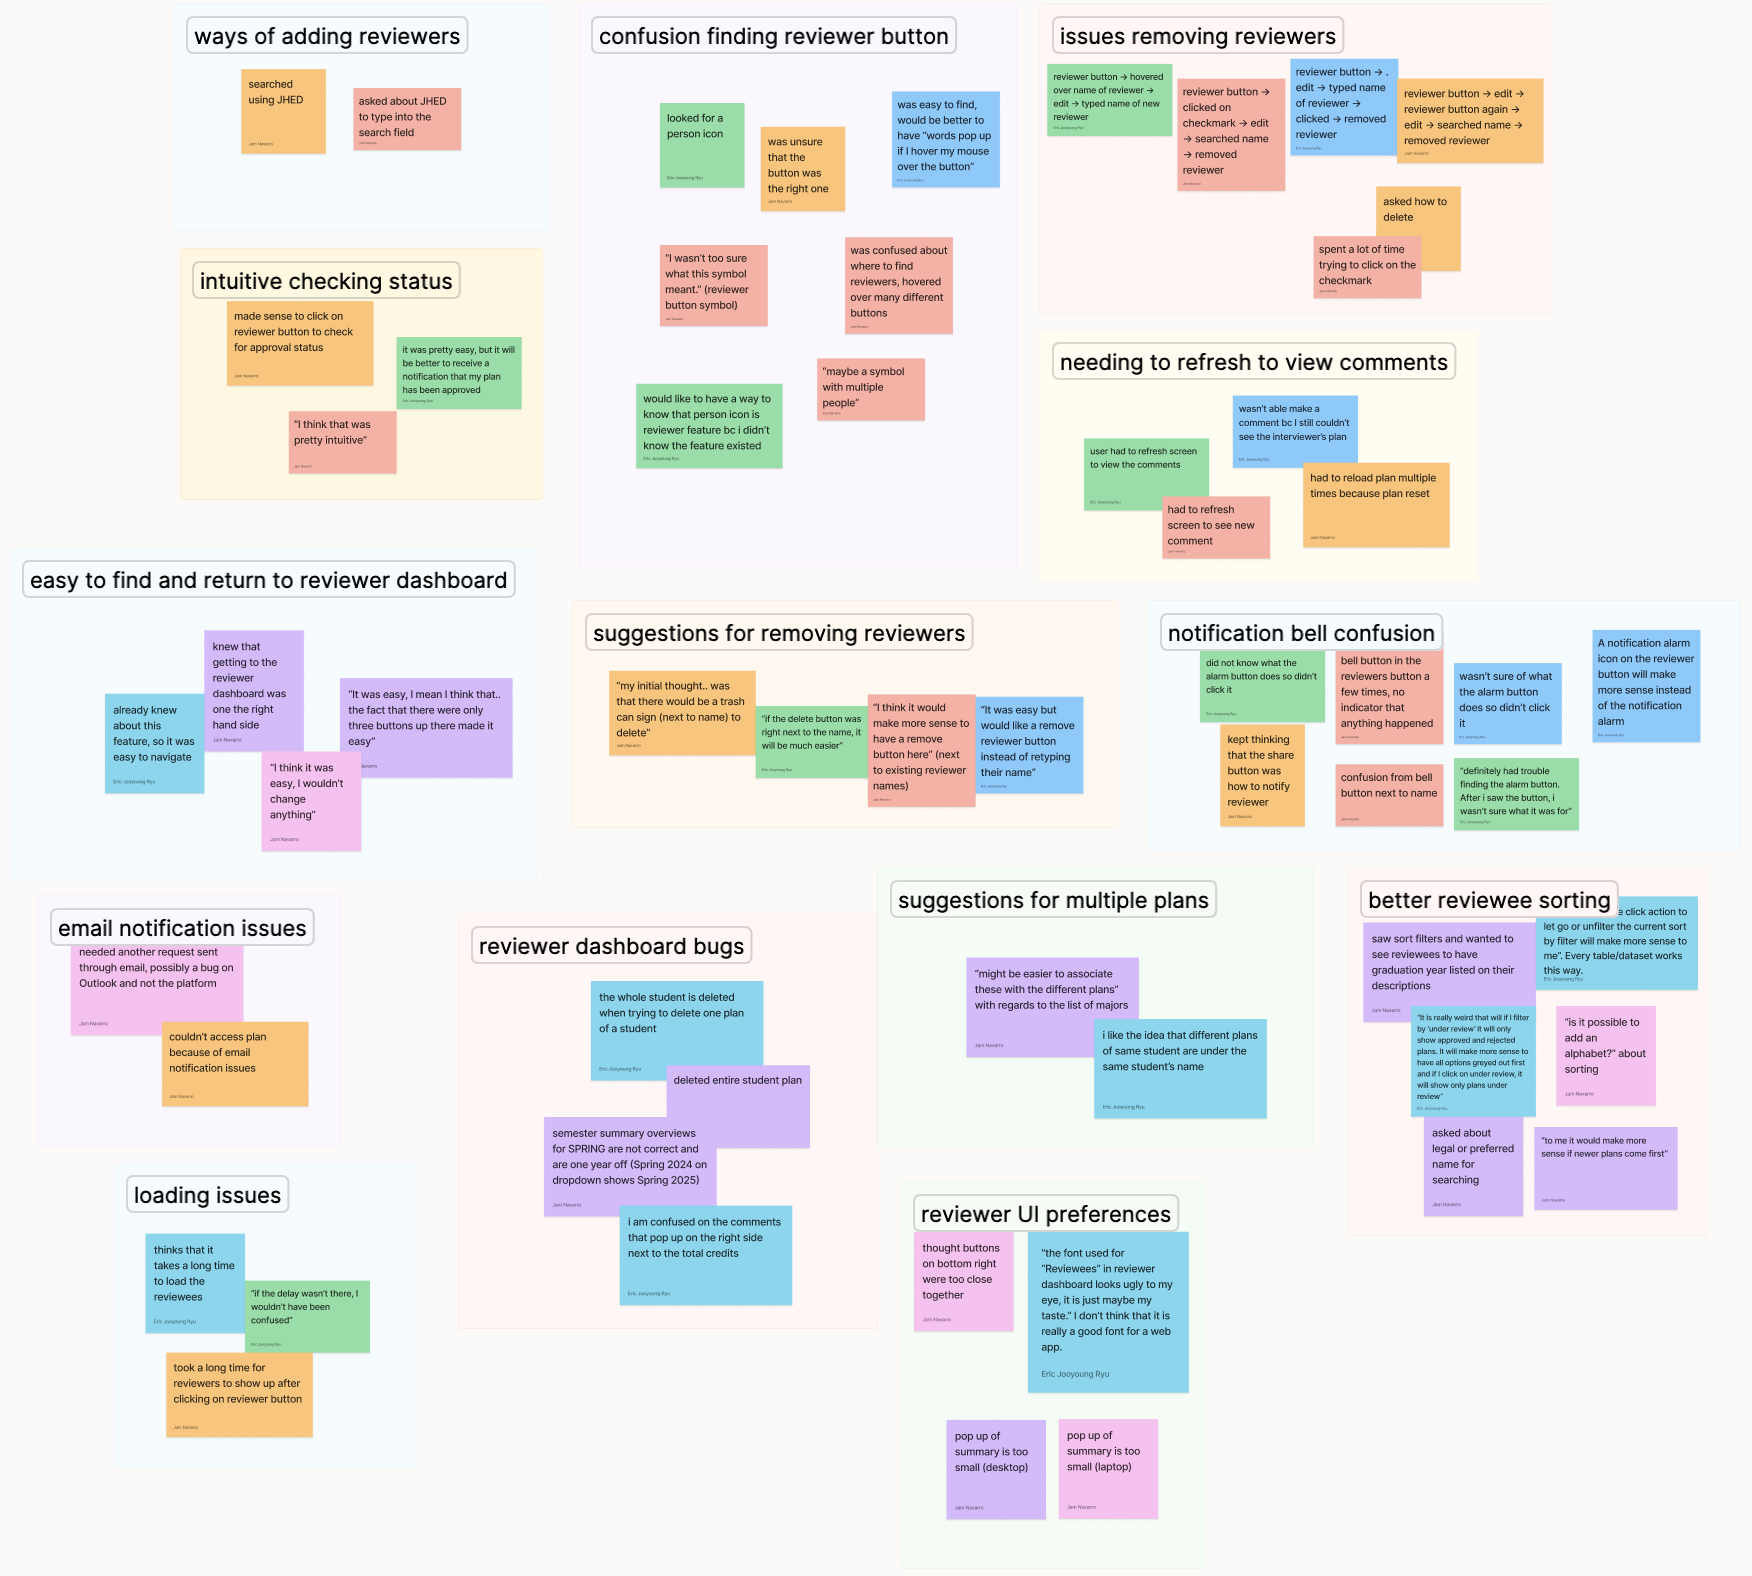 ways of adding reviewers
searched
using JHED
Jam Navarro
asked about JHED
to type into the
search field
Jam Navarro
confusion finding reviewer button
looked for a
person icon
Eric Jooyoung Ryu
was unsure
that the
button was
the right one
Jam Navarro
was easy to find,
would be better to
have “words pop up
if I hover my mouse
over the button”
Eric Jooyoung Ryu
“I wasn’t too sure
what this symbol
meant.” (reviewer
button symbol)
Jam Navarro
was confused about
where to find
reviewers, hovered
over many different
buttons
Jam Navarro
“maybe a symbol
with multiple
people”
Jam Navarro
would like to have a way to
know that person icon is
reviewer feature bc i didn’t
know the feature existed
Eric Jooyoung Ryu
issues removing reviewers
reviewer button → hovered
over name of reviewer →
edit → typed name of new
reviewer
Eric Jooyoung Ryu
reviewer button →
clicked on
checkmark → edit
→ searched name
→ removed
reviewer
Jam Navarro
reviewer button → .
edit → typed name
of reviewer →
clicked → removed
reviewer
Eric Jooyoung Ryu
reviewer button → edit →
reviewer button again →
edit → searched name →
removed reviewer
Jam Navarro
asked how to
delete
spent a lot of time
trying to click on the
checkmark
Jam Navarro
intuitive checking status
made sense to click on
reviewer button to check
for approval status
Jam Navarro
it was pretty easy, but it will
be better to receive a
notification that my plan
has been approved
Eric Jooyoung Ryu
“I think that was
pretty intuitive”
Jam Navarro
needing to refresh to view comments
wasn’t able make a
comment bc I still couldn’t
see the interviewer’s plan
Eric Jooyoung Ryu
user had to refresh screen
to view the comments
Eric Jooyoung Ryu
had to reload plan multiple
times because plan reset
Jam Navarro
had to refresh
screen to see new
comment
Jam Navarro
easy to find and return to reviewer dashboard
knew that
getting to the
reviewer
dashboard was
one the right
hand side
Jam Navarro
already knew
about this
feature, so it was
easy to navigate
Eric Jooyoung Ryu
“It was easy, I mean I think that..
the fact that there were only
three buttons up there made it
easy”
“I think it was
easy, I wouldn’t
change
anything”
Jam Navarro
suggestions for removing reviewers
“my initial thought.. was
that there would be a trash
can sign (next to name) to
delete”
Jam Navarro
“if the delete button was
right next to the name, it
will be much easier”
Eric Jooyoung Ryu
“I think it would
make more sense to
have a remove
button here” (next
to existing reviewer
names)
Jam Navarro
“It was easy but
would like a remove
reviewer button
instead of retyping
their name”
Eric Jooyoung Ryu
notification bell confusion
did not know what the
alarm button does so didn’t
click it
Eric Jooyoung Ryu
bell button in the
reviewers button a
few times, no
indicator that
anything happened
Jam Navarro
wasn’t sure of what
the alarm button
does so didn’t click
it
Eric Jooyoung Ryu
A notification alarm
icon on the reviewer
button will make
more sense instead
of the notification
alarm
Eric Jooyoung Ryu
kept thinking
that the share
button was
how to notify
reviewer
Jam Navarro
confusion from bell
button next to name
Jam Navarro
“definitely had trouble
finding the alarm button.
After i saw the button, i
wasn’t sure what it was for”
Eric Jooyoung Ryu
email notification issues
needed another request sent
through email, possibly a bug on
Outlook and not the platform
Jam Navarro
couldn’t access plan
because of email
notification issues
Jam Navarro
reviewer dashboard bugs
the whole student is deleted
when trying to delete one plan
of a student
Eric Jooyoung Ryu
deleted entire student plan
semester summary overviews
for SPRING are not correct and
are one year off (Spring 2024 on
dropdown shows Spring 2025)
Jam Navarro
i am confused on the comments
that pop up on the right side
next to the total credits
Eric Jooyoung Ryu
suggestions for multiple plans
“might be easier to associate
these with the different plans”
with regards to the list of majors
Jam Navarro
i like the idea that different plans
of same student are under the
same student’s name
Eric Jooyoung Ryu
better reviewee sorting
click action to
let go or unfilter the current sort
by filter will make more sense to
me”. Every table/dataset works
this way.
Eric Jooyoung Ryu
saw sort filters and wanted to
see reviewees to have
graduation year listed on their
descriptions
Jam Navarro
“It is really weird that will if I filter
by ‘under review’ it will only
show approved and rejected
plans. It will make more sense to
have all options greyed out first
and if I click on under review, it
will show only plans under
review”
Eric Jooyoung Ryu
“is it possible to
add an
alphabet?” about
sorting
Jam Navarro
asked about
legal or preferred
name for
searching
Jam Navarro
“to me it would make more
sense if newer plans come first”
Jam Navarro
loading issues
thinks that it
takes a long time
to load the
reviewees
Eric Jooyoung Ryu
“if the delay wasn’t there, I
wouldn’t have been
confused”
Eric Jooyoung Ryu
took a long time for
reviewers to show up after
clicking on reviewer button
Jam Navarro
reviewer UI preferences
thought buttons
on bottom right
were too close
together
Jam Navarro
“the font used for
“Reviewees” in reviewer
dashboard looks ugly to my
eye, it is just maybe my
taste.” I don’t think that it is
really a good font for a web
app.
Eric Jooyoung Ryu
pop up of
summary is too
small (desktop)
Jam Navarro
pop up of
summary is too
small (laptop)
Jam Navarro